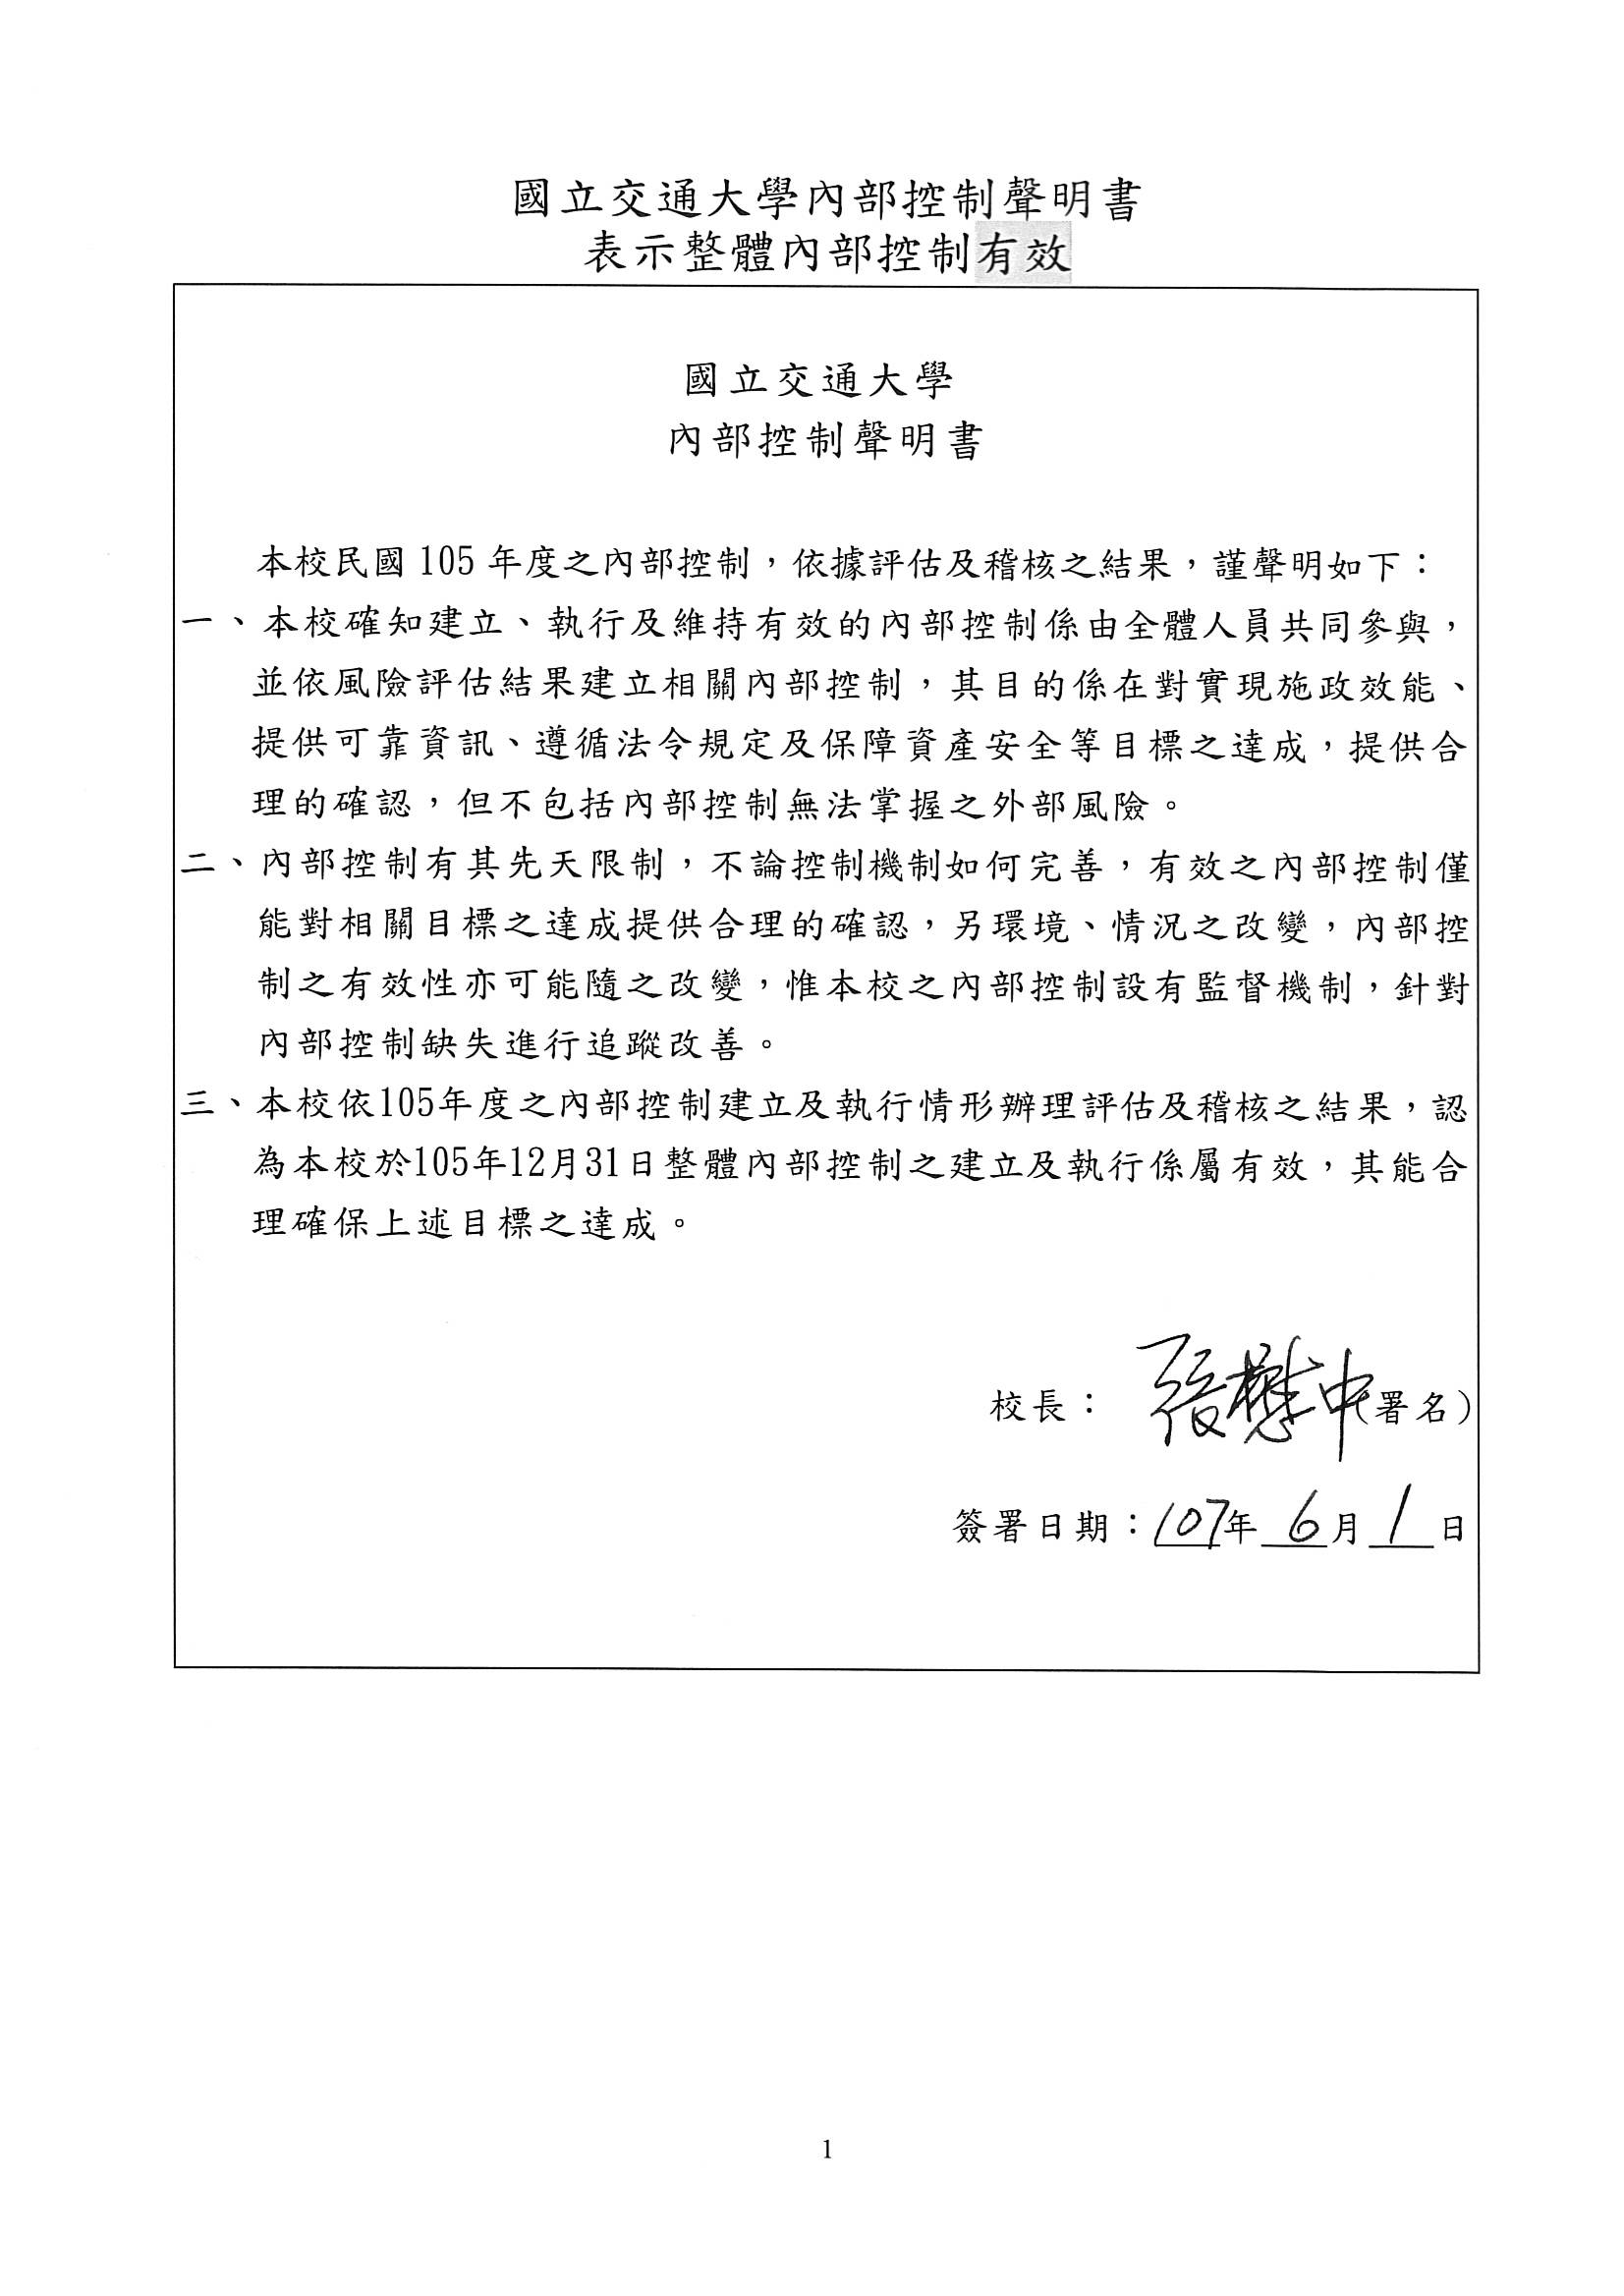 國立交通大學內部控制聲明書
表示整體內部控制有效
國立交通大學
內部控制聲明書
本校民國 105 年度之內部控制，依據評估及稽核之結果，謹聲明如下：
一、本校確知建立、執行及維持有效的內部控制係由全體人員共同參與，
並依風險評估結果建立相關內部控制，其目的係在對實現施政效能、
提供可靠資訊、遵循法令規定及保障資產安全等目標之達成，提供合
理的確認，但不包括內部控制無法掌握之外部風險。
二、內部控制有其先天限制，不論控制機制如何完善，有效之內部控制僅
能對相關目標之達成提供合理的確認，另環境、情況之改變，內部控
制之有效性亦可能隨之改變，惟本校之內部控制設有監督機制，針對
內部控制缺失進行追蹤改善。
三、本校依105年度之內部控制建立及執行情形辦理評估及稽核之結果，認
為本校於105年12月31日整體內部控制之建立及執行係屬有效，其能合
理確保上述目標之達成。
校長： 張懋中(署名)
簽署日期：107年 6月 1日
1